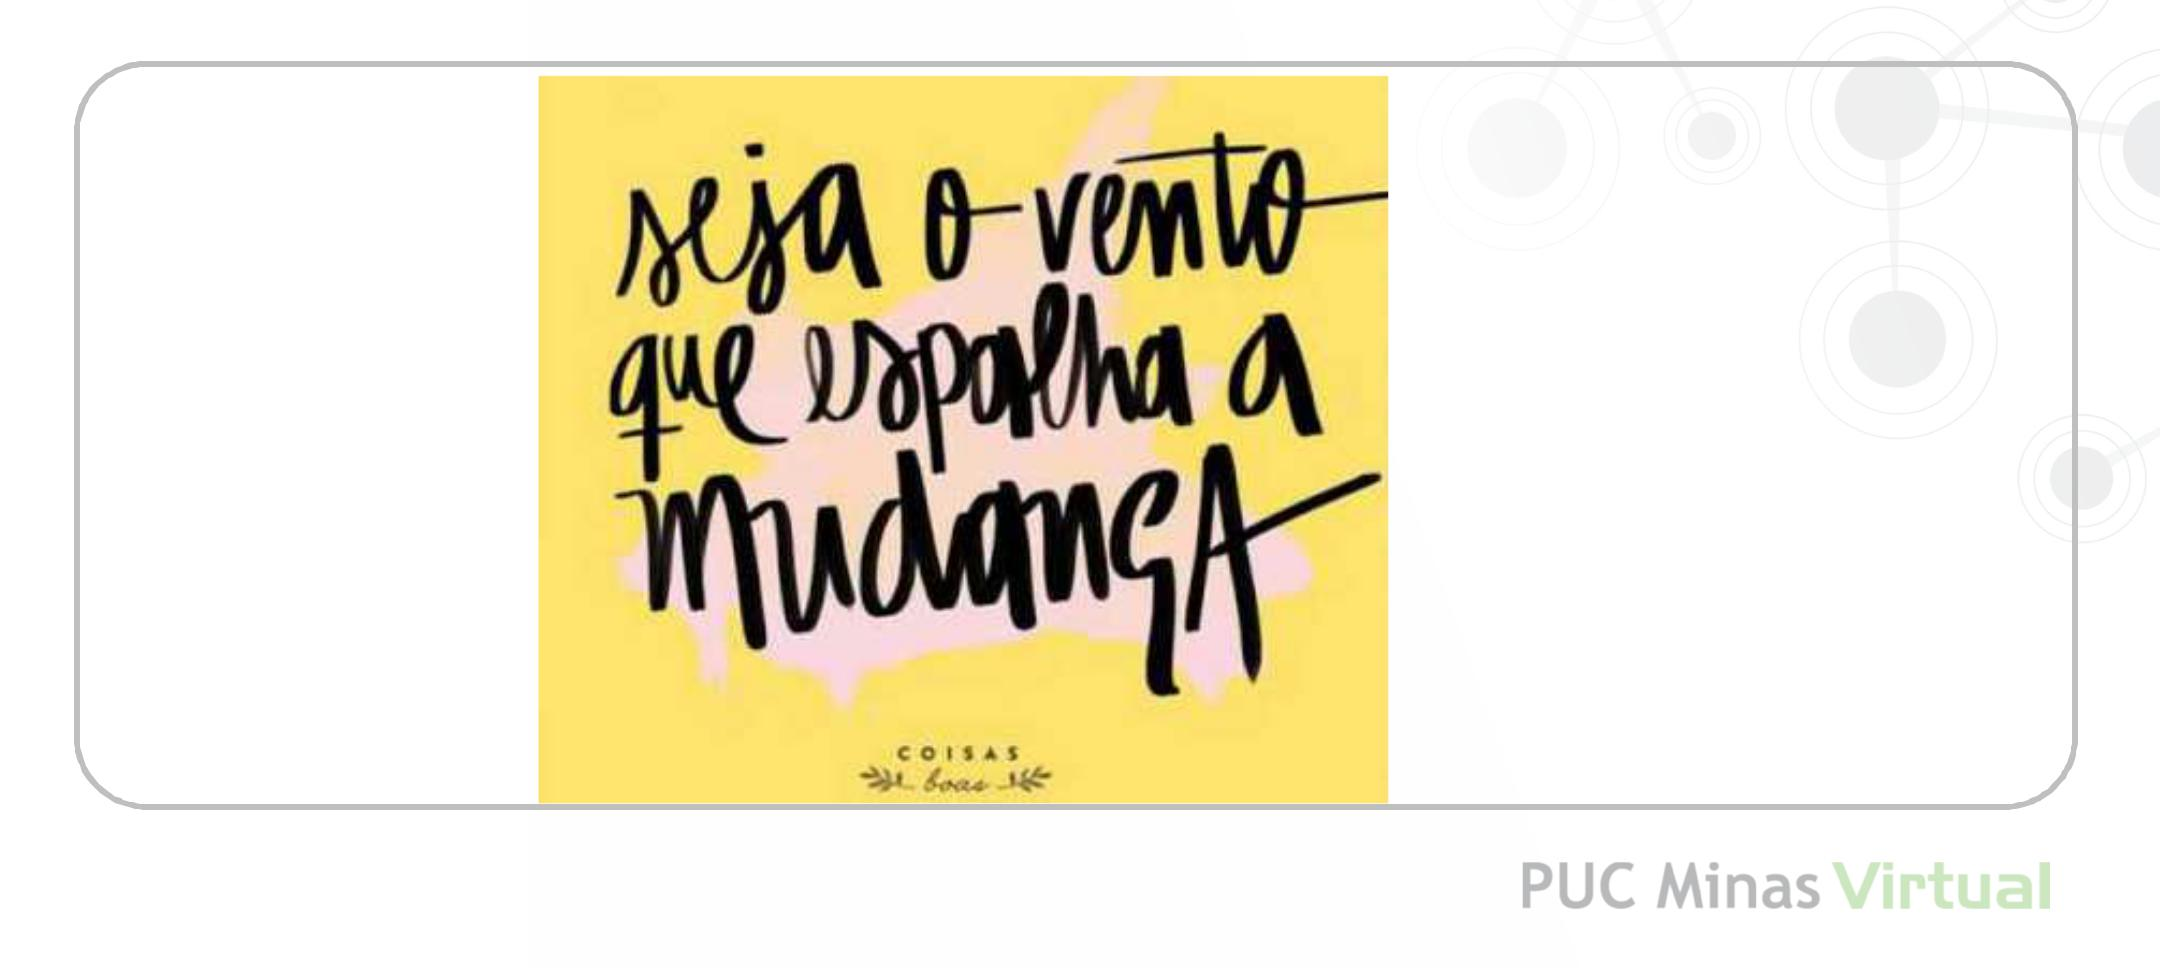 seja o vento
que espalha a
mudançA
COISAS
boas
PUC Minas Virtual